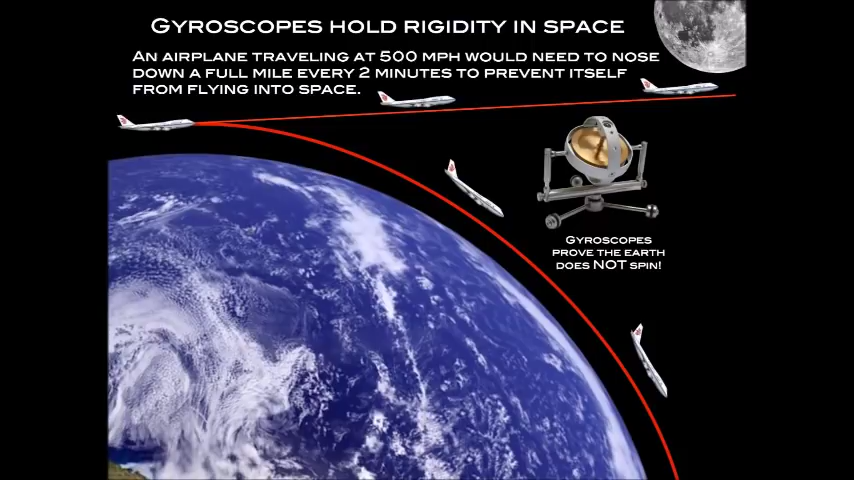 Gyroscopes hold rigidity in space
An airplane traveling at 500 mph would need to nose
down a full mile every 2 minutes to prevent itself
from flying into space.
Gyroscopes
prove the earth
does NOT spin!